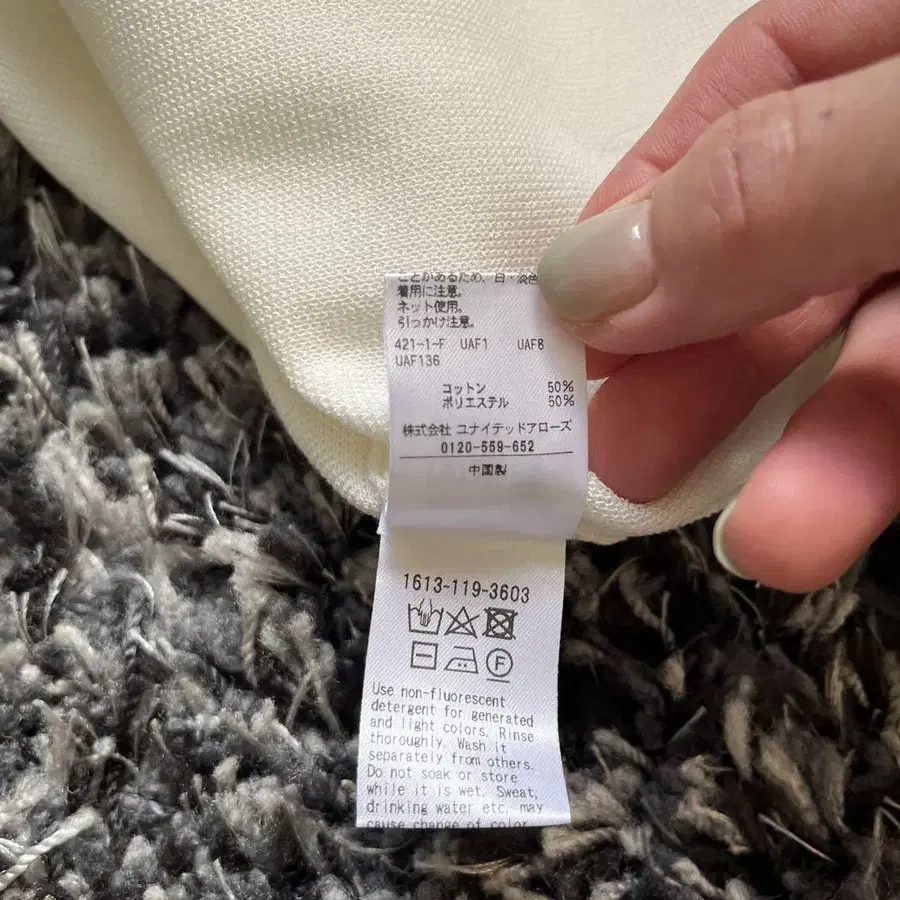 ことがあるため、白・淡色
着用に注意。
ネット使用。
引っかけ注意。
421-1-F UAF1 UAF8
UAF136
コットン 50%
ポリエステル 50%
株式会社 ユナイテッドアローズ
0120-559-652
中国製
1613-119-3603
F
Use non-fluorescent
detergent for generated
and light colors. Rinse
thoroughly. Wash it
separately from others.
Do not soak or store
while it is wet. Sweat,
drinking water etc. may
cause change of color